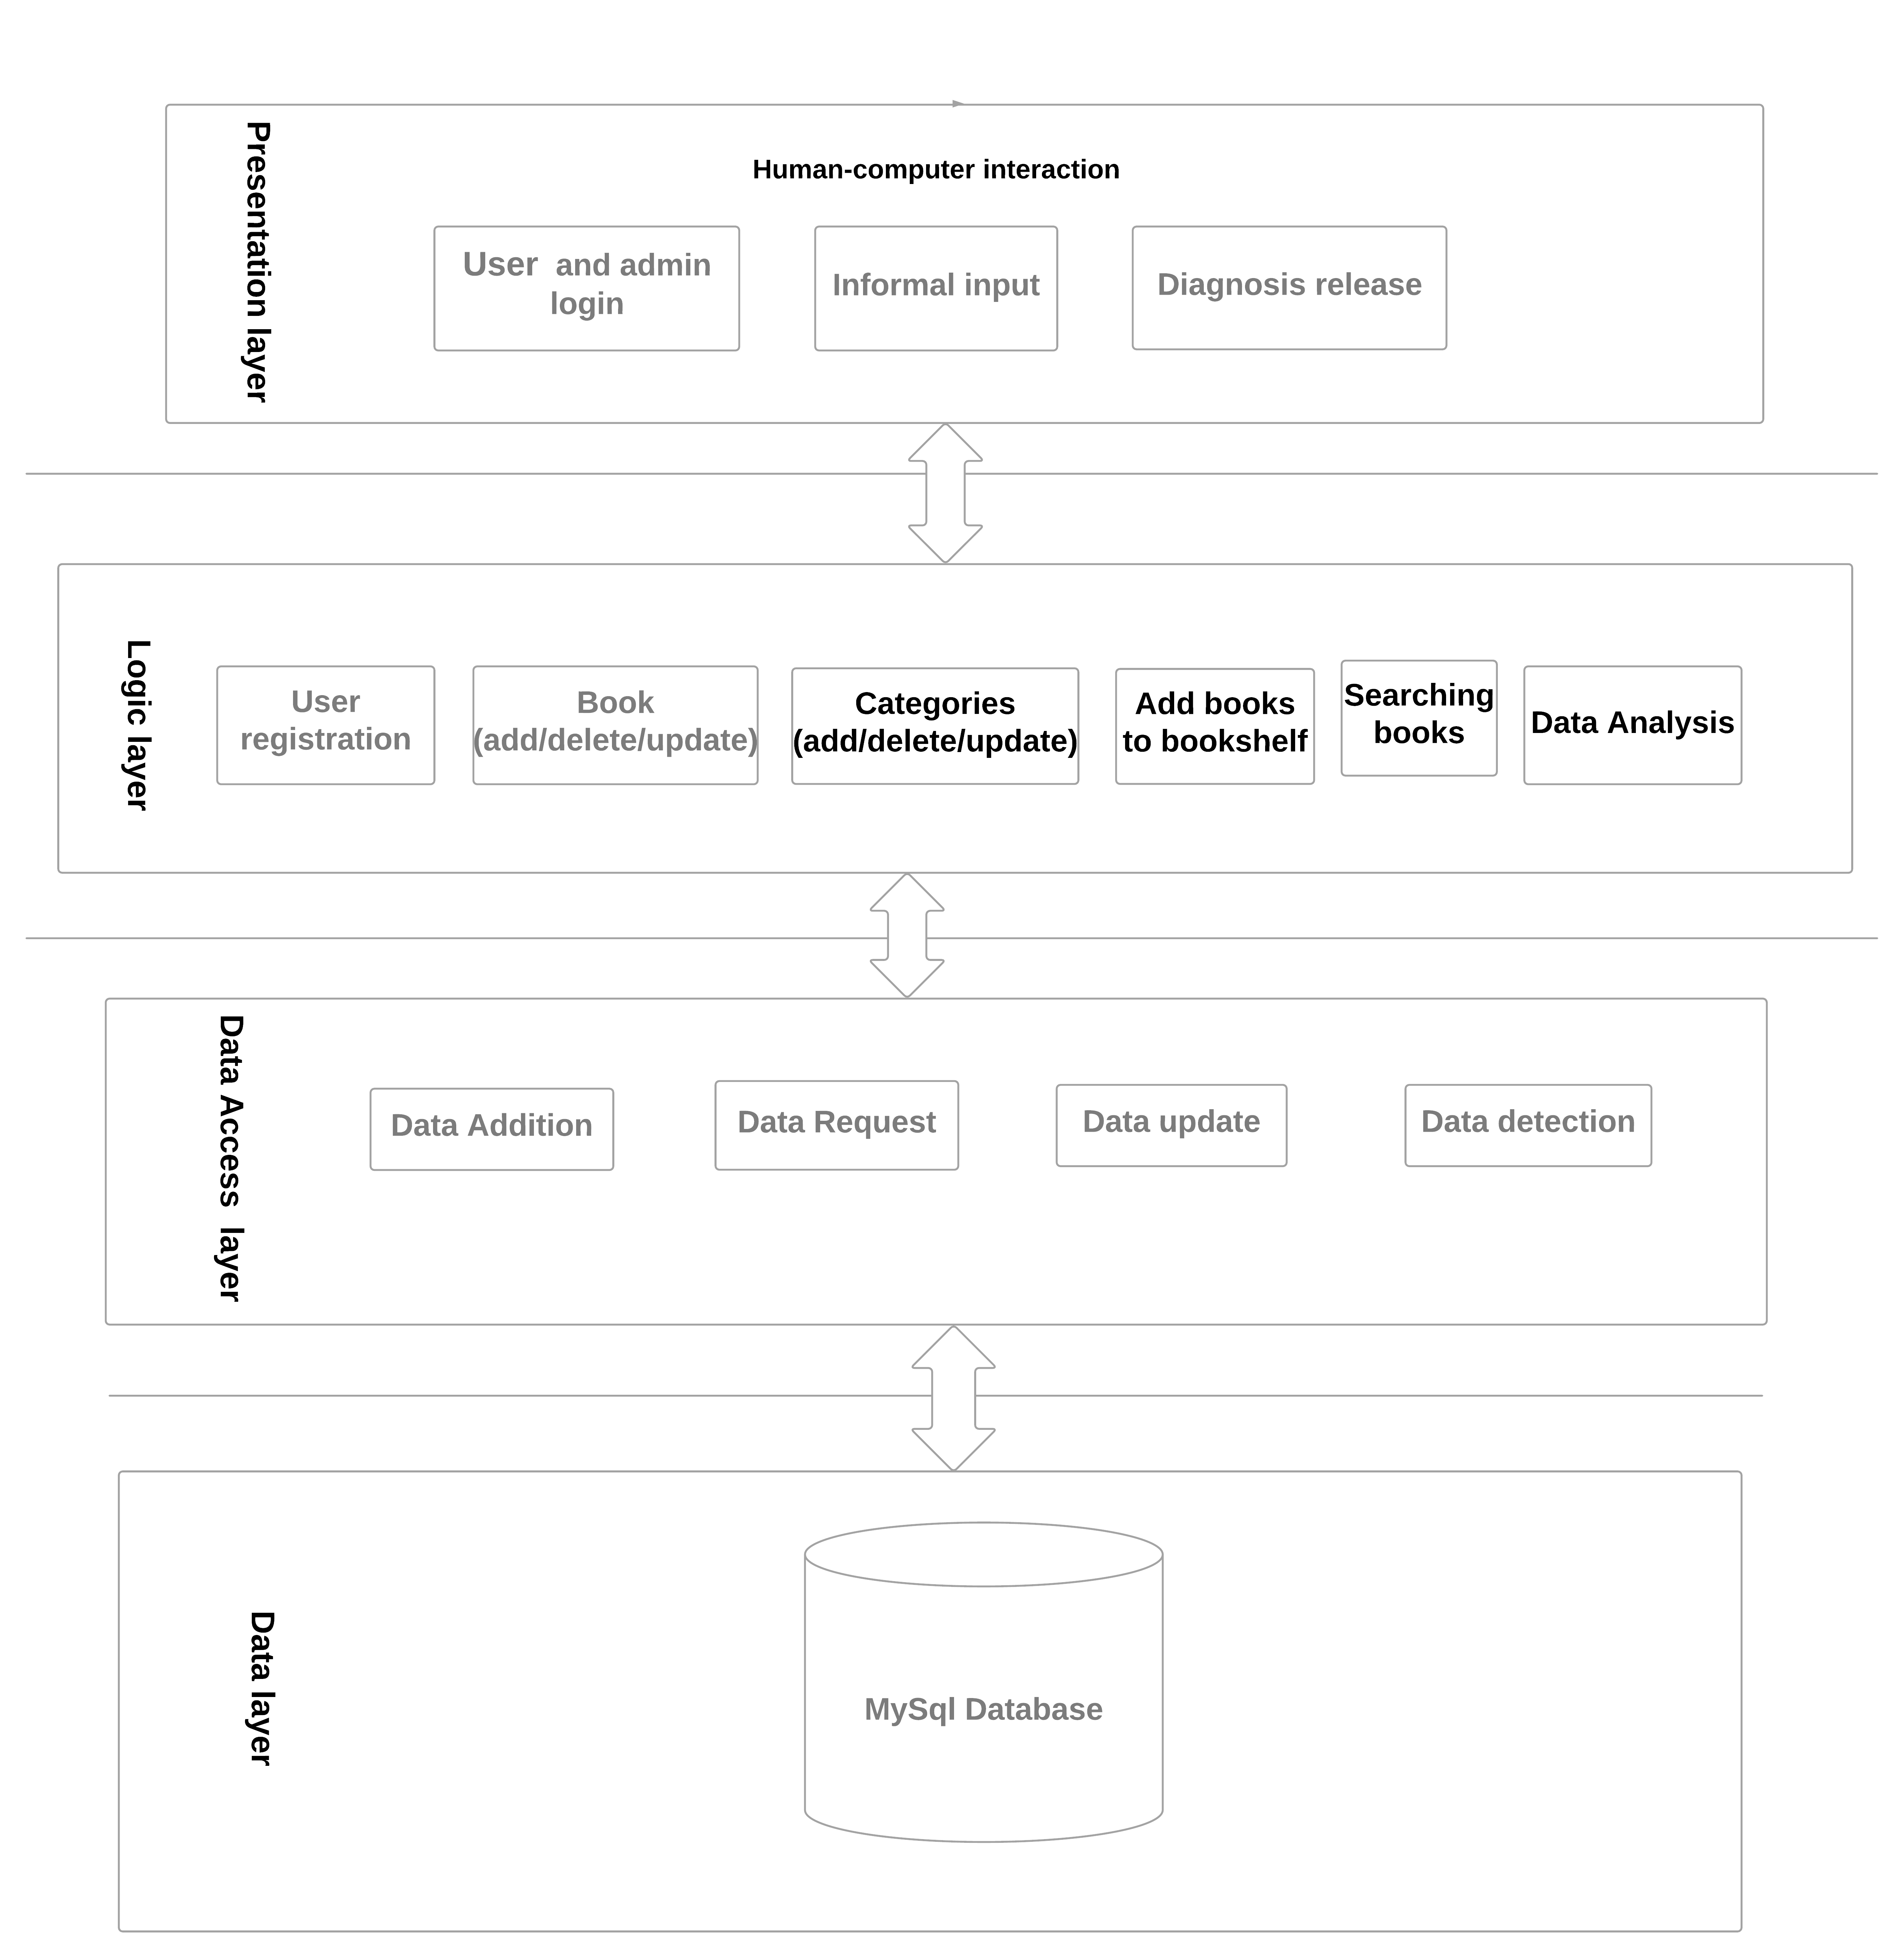 Presentation layer
Human-computer interaction
User  and admin
login
Informal input
Diagnosis release
Logic layer
User
registration
Book
(add/delete/update)
Categories
(add/delete/update)
Add books
to bookshelf
Searching
books
Data Analysis
Data Access  layer
Data Addition
Data Request
Data update
Data detection
Data layer
MySql Database